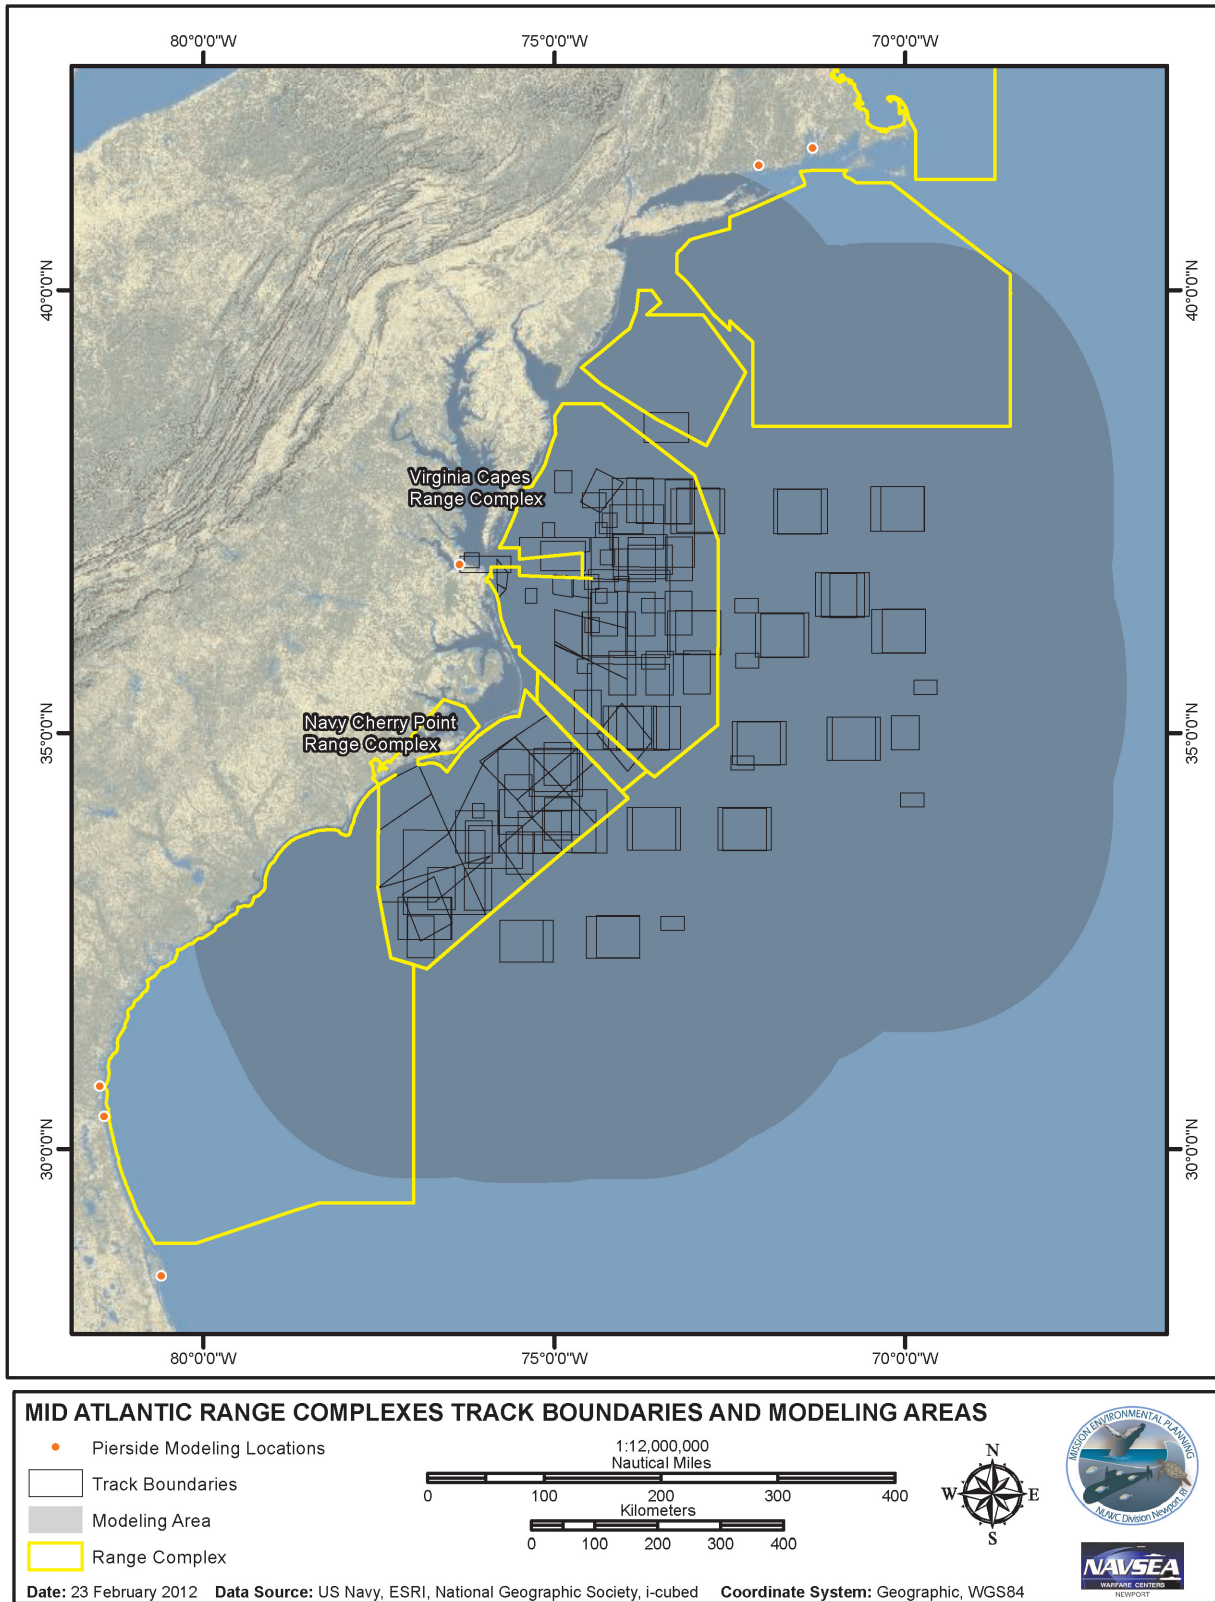 80°0'0"W 75°0'0"W 70°0'0"W
40°0'0"N 40°0'0"N
Virginia Capes
Range Complex
Navy Cherry Point
Range Complex
35°0'0"N 35°0'0"N
30°0'0"N 30°0'0"N
80°0'0"W 75°0'0"W 70°0'0"W
MID ATLANTIC RANGE COMPLEXES TRACK BOUNDARIES AND MODELING AREAS
Pierside Modeling Locations
Track Boundaries
Modeling Area
Range Complex
1:12,000,000
Nautical Miles
0 100 200 300 400
Kilometers
0 100 200 300 400
N
W E
S
MISSION ENVIRONMENTAL PLANNING
NUWC Division Newport, RI
NAVSEA
WARFARE CENTERS
NEWPORT
Date: 23 February 2012 Data Source: US Navy, ESRI, National Geographic Society, i-cubed Coordinate System: Geographic, WGS84